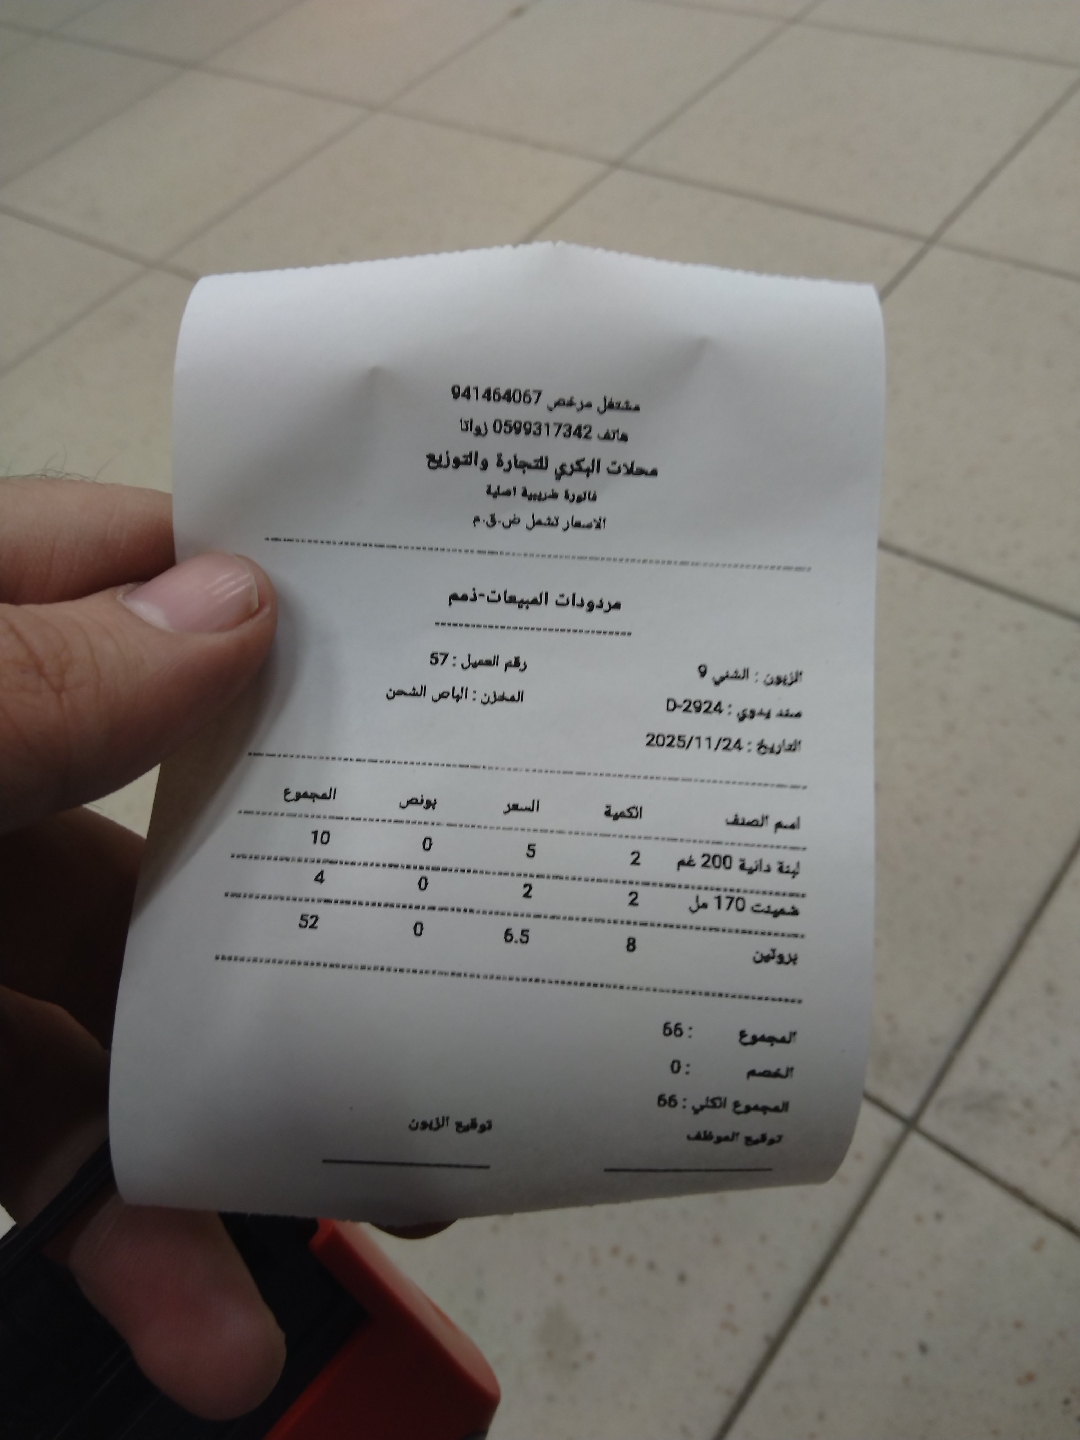 مشتغل مرخص 941464067
هاتف 0599317342 زواتا
محلات البكري للتجارة والتوزيع
فاتورة ضريبية اصلية
الاسعار تشمل ض.ق.م
مردودات المبيعات-ذمم
الزبون : الشني 9 رقم العميل : 57
سند يدوي : D-2924 المخزن : الباص الشحن
التاريخ : 2025/11/24
اسم الصنف الكمية السعر بونص المجموع
لبنة دانية 200 غم 2 5 0 10
شمينت 170 مل 2 2 0 4
بروتين 8 6.5 0 52
المجموع : 66
الخصم : 0
المجموع الكلي : 66
توقيع الموظف توقيع الزبون